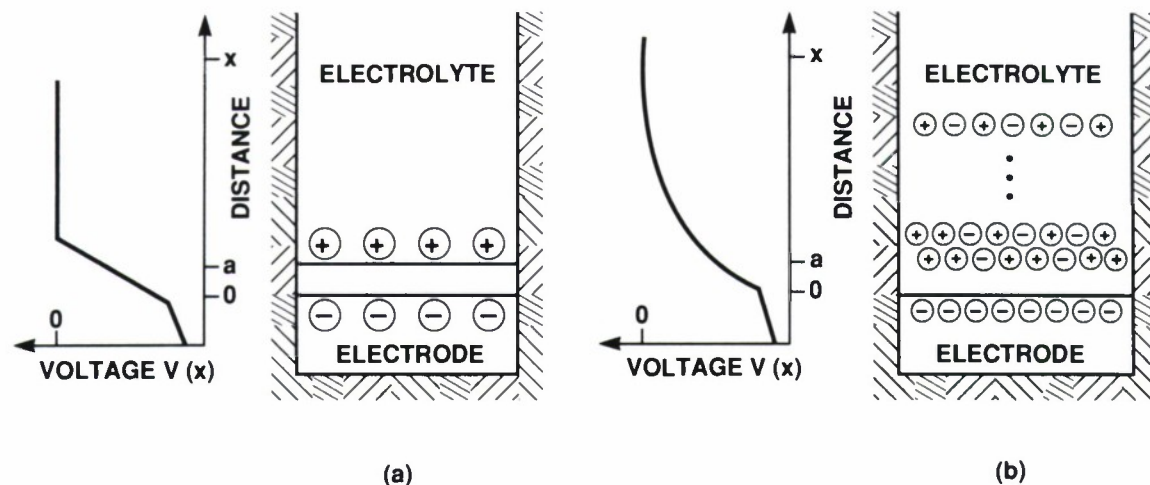 x
DISTANCE
a
0
0
VOLTAGE V (x)
ELECTROLYTE
+ + + +
− − − −
ELECTRODE
(a)
x
DISTANCE
a
0
0
VOLTAGE V (x)
ELECTROLYTE
+ − + − + − +
+ + − + − + − +
+ + − + + − + +
− − − − − − − −
ELECTRODE
(b)